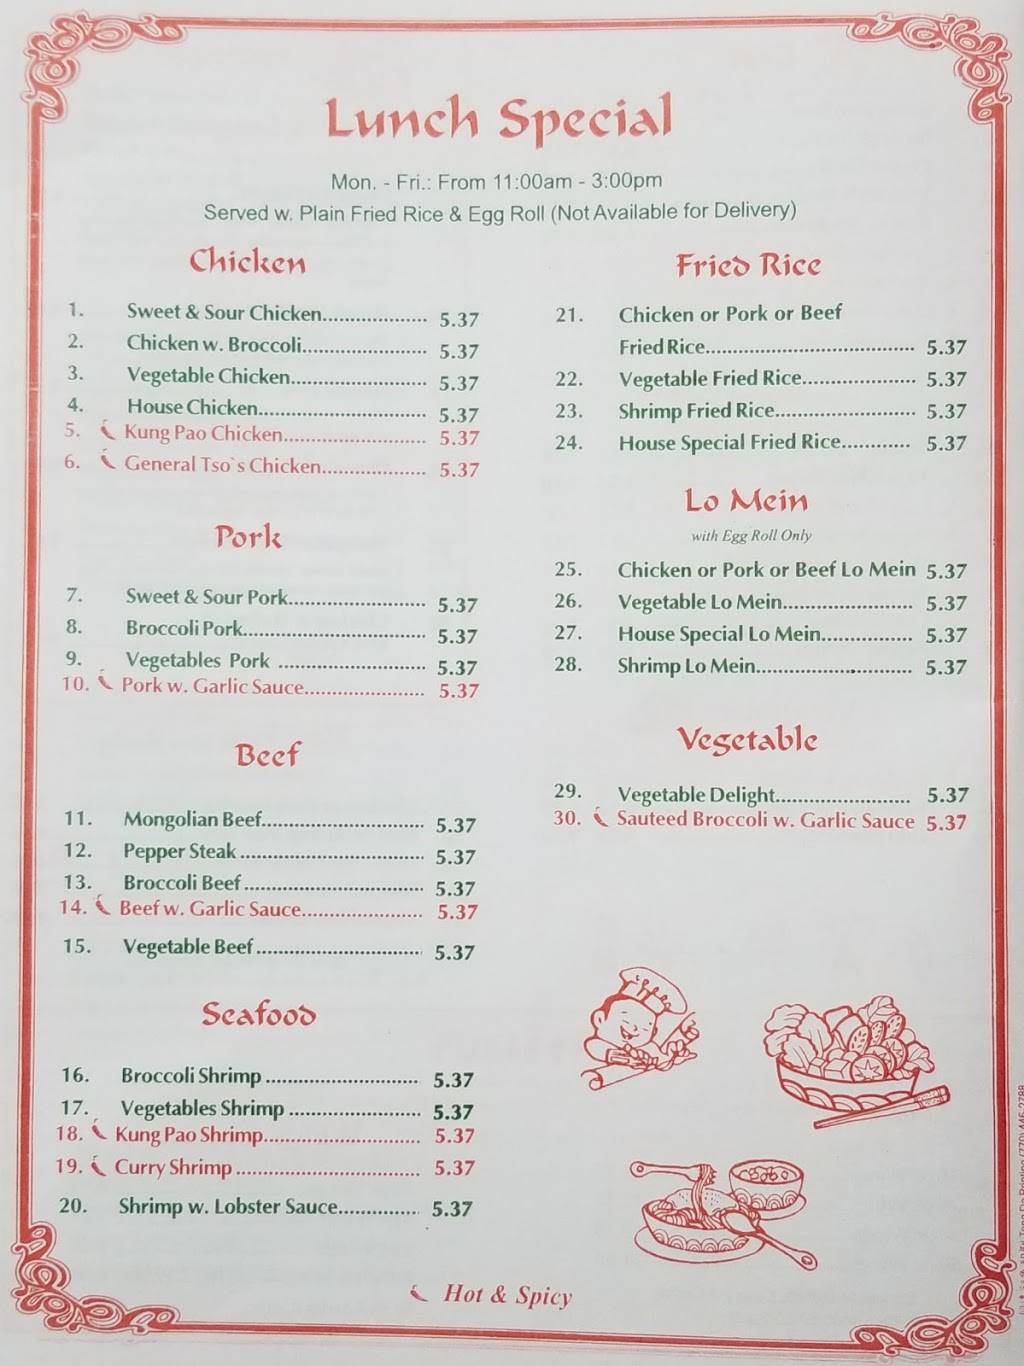 Lunch Special
Mon. - Fri.: From 11:00am - 3:00pm
Served w. Plain Fried Rice & Egg Roll (Not Available for Delivery)
Chicken
1. Sweet & Sour Chicken................... 5.37
2. Chicken w. Broccoli...................... 5.37
3. Vegetable Chicken........................ 5.37
4. House Chicken............................. 5.37
5. Kung Pao Chicken......................... 5.37
6. General Tso`s Chicken................... 5.37
Pork
7. Sweet & Sour Pork......................... 5.37
8. Broccoli Pork................................ 5.37
9. Vegetables Pork .......................... 5.37
10. Pork w. Garlic Sauce...................... 5.37
Beef
11. Mongolian Beef............................ 5.37
12. Pepper Steak ................................ 5.37
13. Broccoli Beef................................ 5.37
14. Beef w. Garlic Sauce...................... 5.37
15. Vegetable Beef ............................. 5.37
Seafood
16. Broccoli Shrimp ........................... 5.37
17. Vegetables Shrimp ....................... 5.37
18. Kung Pao Shrimp........................... 5.37
19. Curry Shrimp ................................ 5.37
20. Shrimp w. Lobster Sauce............... 5.37
Fried Rice
21. Chicken or Pork or Beef
Fried Rice...................................... 5.37
22. Vegetable Fried Rice.................... 5.37
23. Shrimp Fried Rice......................... 5.37
24. House Special Fried Rice............ 5.37
Lo Mein
with Egg Roll Only
25. Chicken or Pork or Beef Lo Mein 5.37
26. Vegetable Lo Mein....................... 5.37
27. House Special Lo Mein................ 5.37
28. Shrimp Lo Mein............................ 5.37
Vegetable
29. Vegetable Delight........................ 5.37
30. Sauteed Broccoli w. Garlic Sauce 5.37
Hot & Spicy
(770) 446-2788